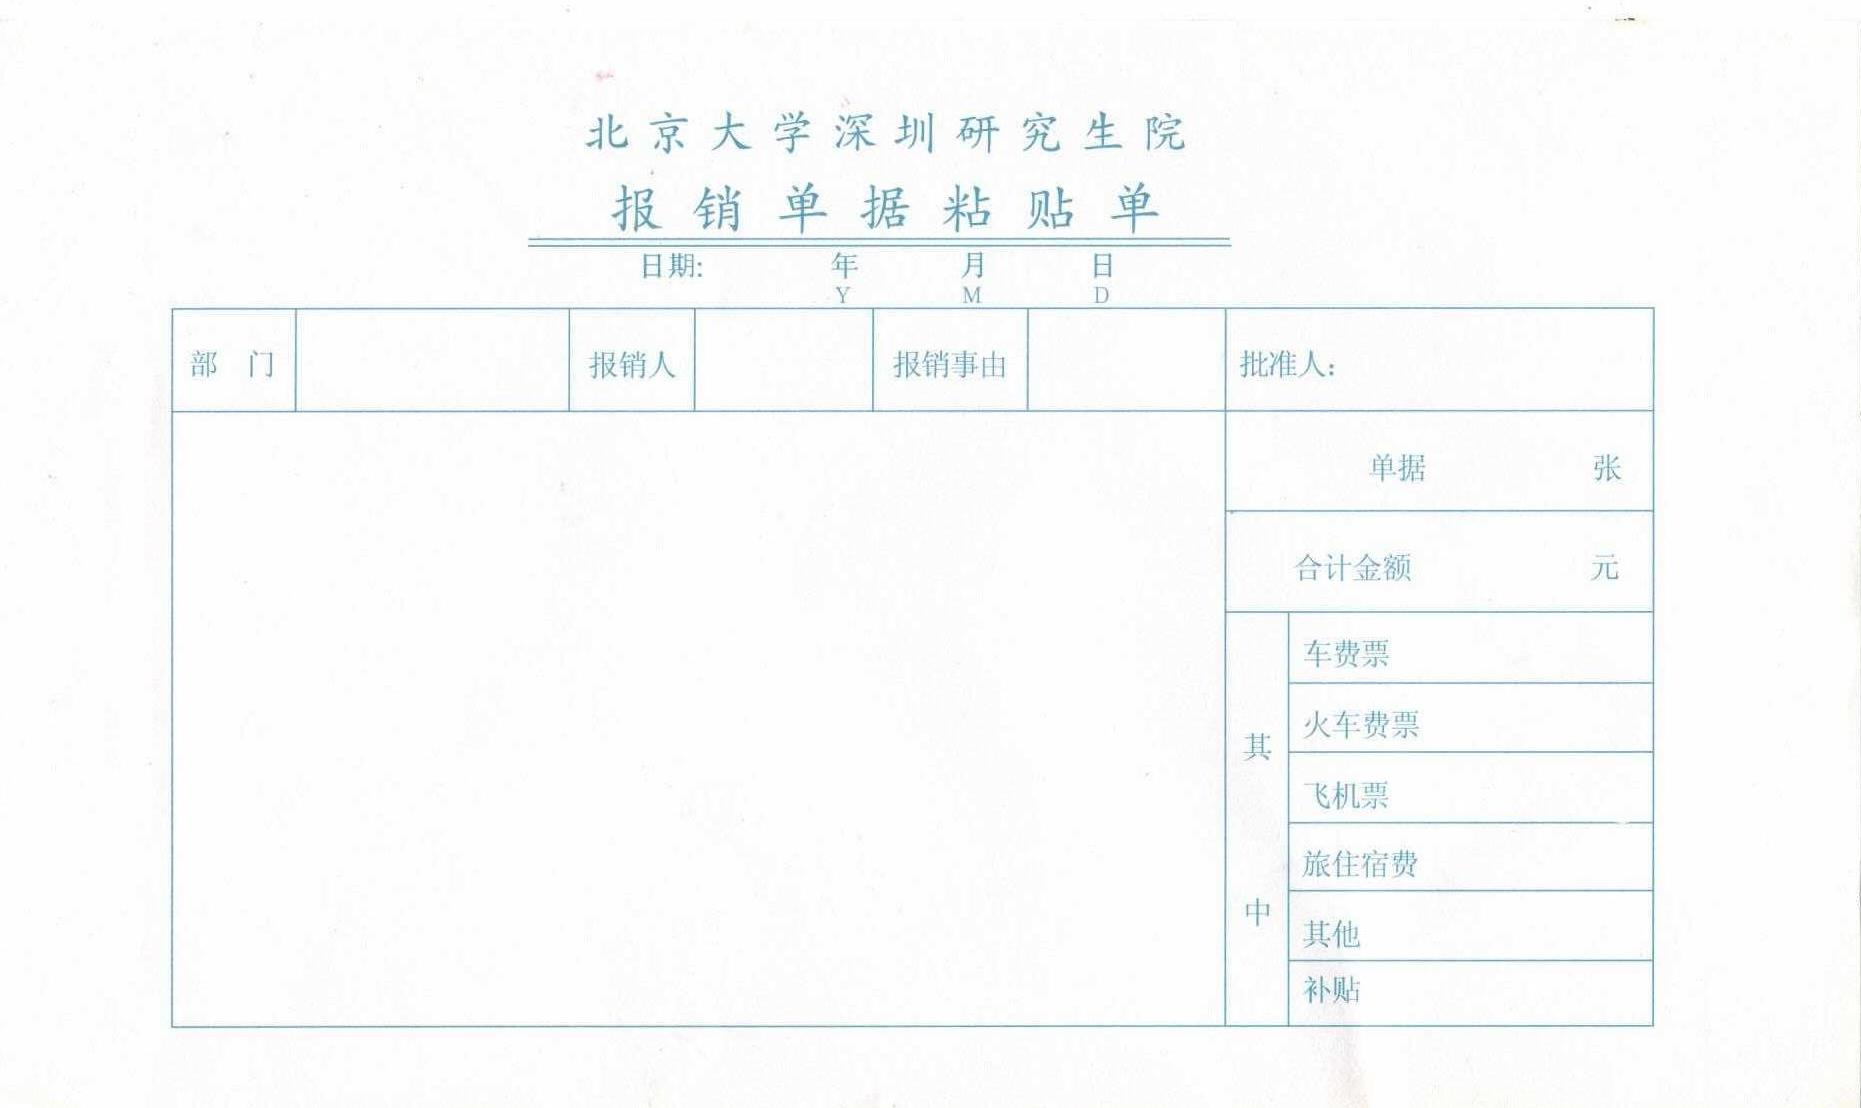 北京大学深圳研究生院
报销单据粘贴单
日期: 年 月 日
Y M D
部 门 报销人 报销事由 批准人:
单据 张
合计金额 元
其中
车费票
火车费票
飞机票
旅住宿费
其他
补贴